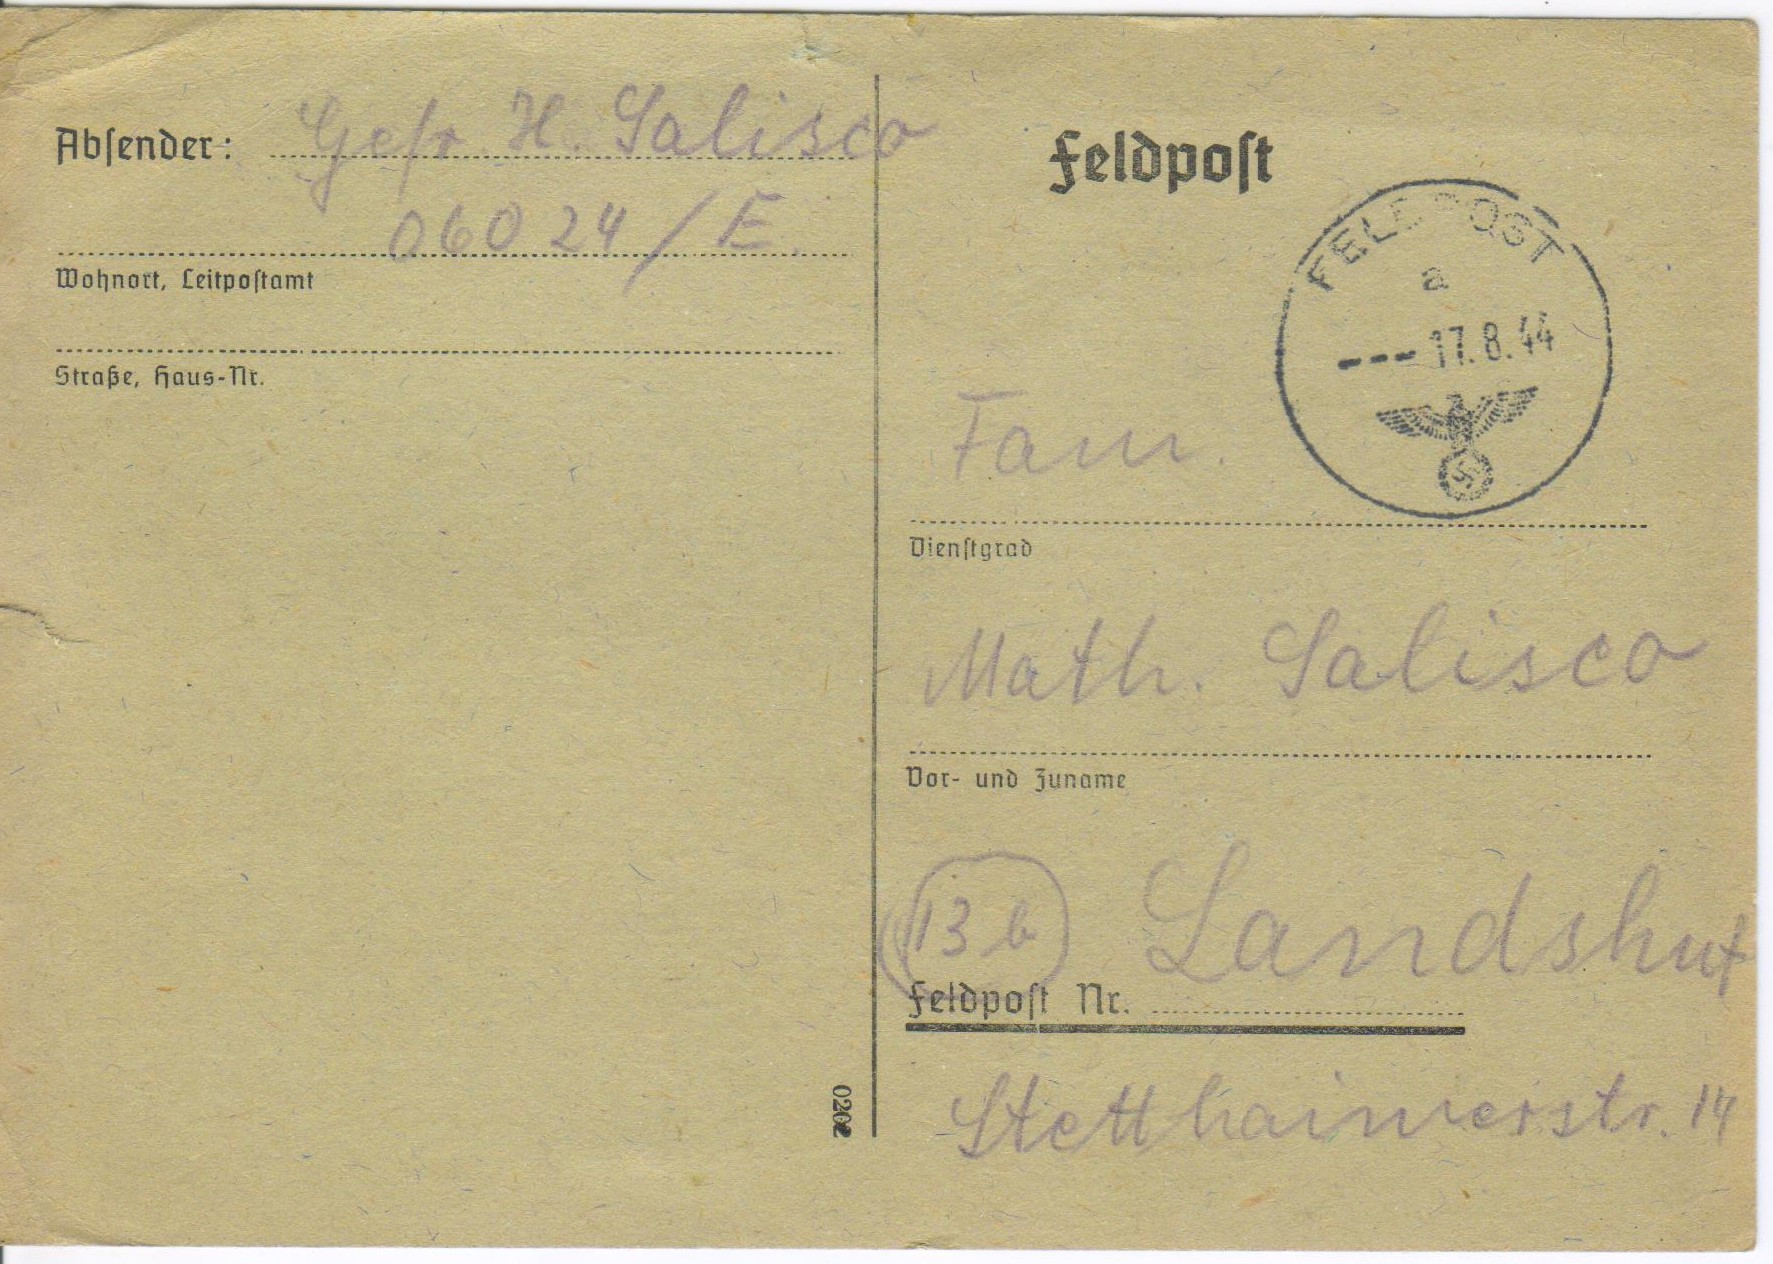 Absender: Gefr H. Salisco
06024/E.
Wohnort, Leitpostamt
Straße, Haus-Nr.
Feldpost
FELDPOST
a
--- 17.8.44
Fam.
Dienstgrad
Math. Salisco
Vor- und Zuname
13b Landshut
Feldpost Nr.
Stetthaimerstr. 14